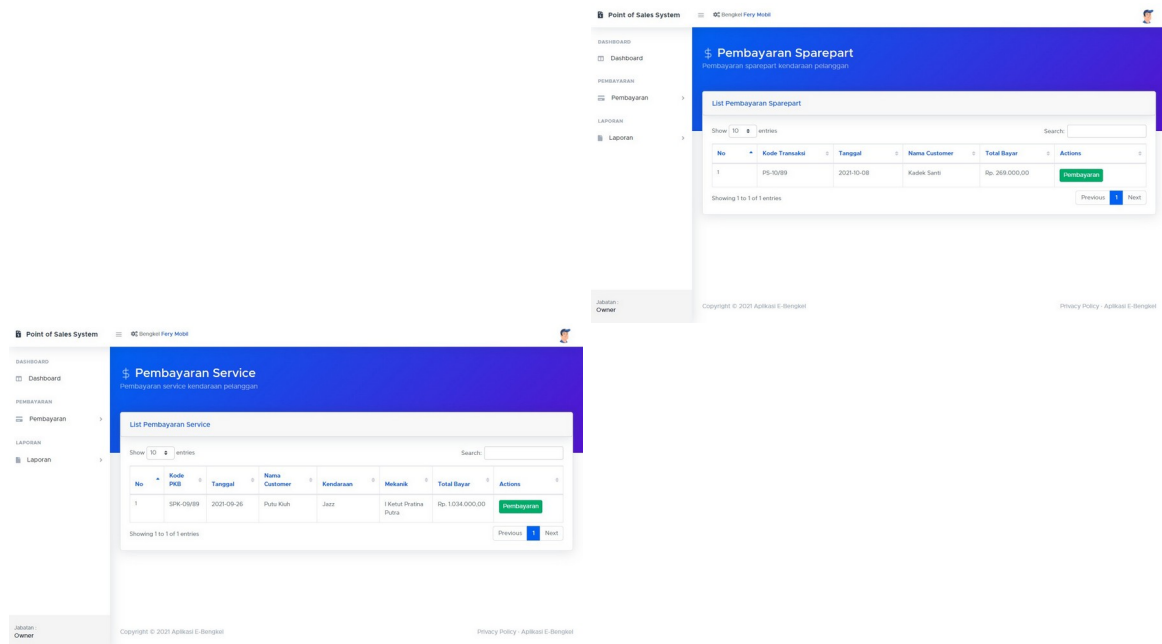 Point of Sales System
Bengkel Fery Mobil
DASHBOARD
Dashboard
PEMBAYARAN
Pembayaran
LAPORAN
Laporan
Jabatan :
Owner
$ Pembayaran Sparepart
Pembayaran sparepart kendaraan pelanggan
List Pembayaran Sparepart
Show 10 entries Search:
No Kode Transaksi Tanggal Nama Customer Total Bayar Actions
1 PS-10/89 2021-10-08 Kadek Santi Rp. 269.000,00 Pembayaran
Showing 1 to 1 of 1 entries Previous 1 Next
Copyright © 2021 Aplikasi E-Bengkel Privacy Policy · Aplikasi E-Bengkel
Point of Sales System
Bengkel Fery Mobil
DASHBOARD
Dashboard
PEMBAYARAN
Pembayaran
LAPORAN
Laporan
Jabatan :
Owner
$ Pembayaran Service
Pembayaran service kendaraan pelanggan
List Pembayaran Service
Show 10 entries Search:
No Kode PKB Tanggal Nama Customer Kendaraan Mekanik Total Bayar Actions
1 SPK-09/89 2021-09-26 Putu Kiuh Jazz I Ketut Pratina Putra Rp. 1.034.000,00 Pembayaran
Showing 1 to 1 of 1 entries Previous 1 Next
Copyright © 2021 Aplikasi E-Bengkel Privacy Policy · Aplikasi E-Bengkel